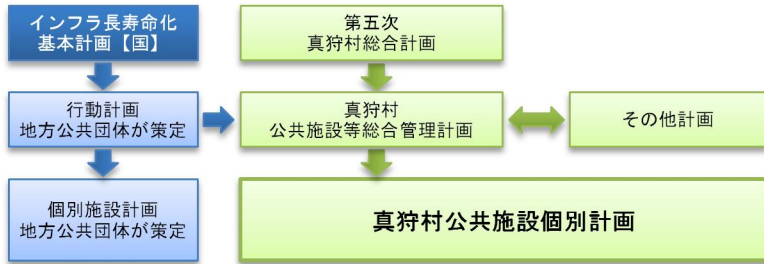 インフラ長寿命化
基本計画【国】
第五次
真狩村総合計画
行動計画
地方公共団体が策定
真狩村
公共施設等総合管理計画
その他計画
個別施設計画
地方公共団体が策定
真狩村公共施設個別計画